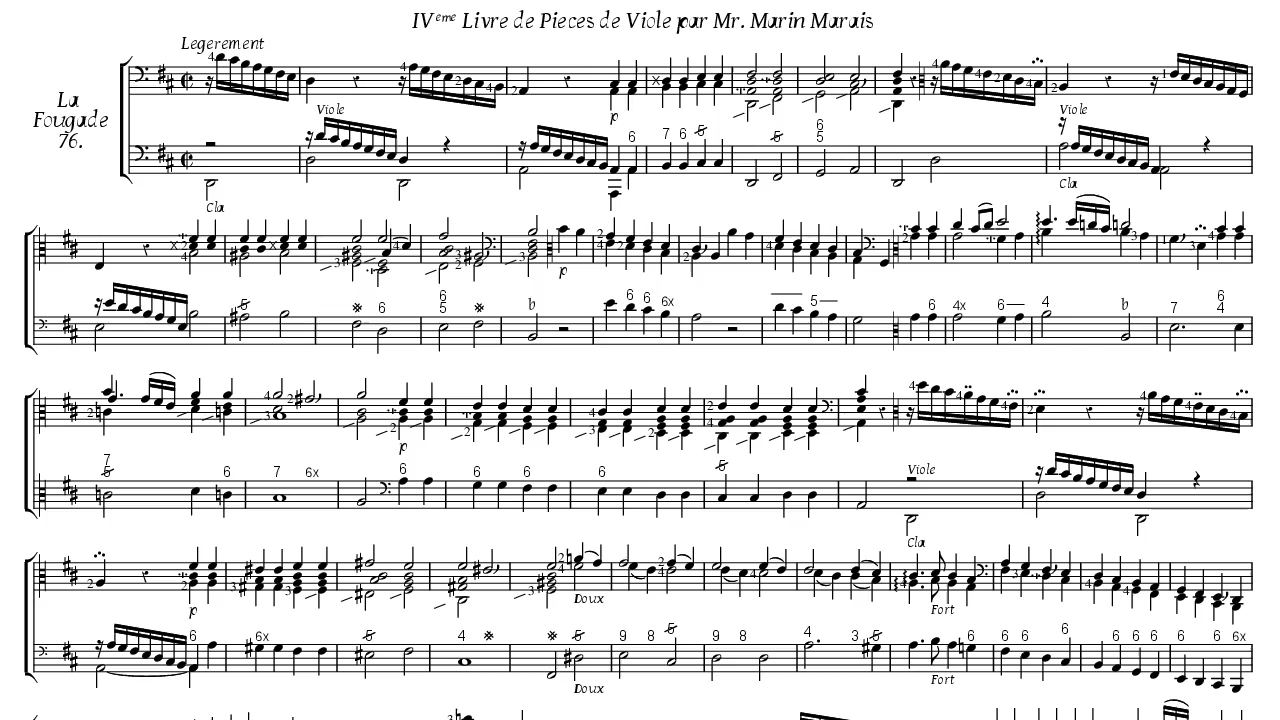 IVeme Livre de Pieces de Viole par Mr. Marin Marais
Legerement
La
Fougade
76.
Viole
Viole
p
Cla
Cla
p
p
Viole
Cla
p
Doux
Fort
Doux
Fort